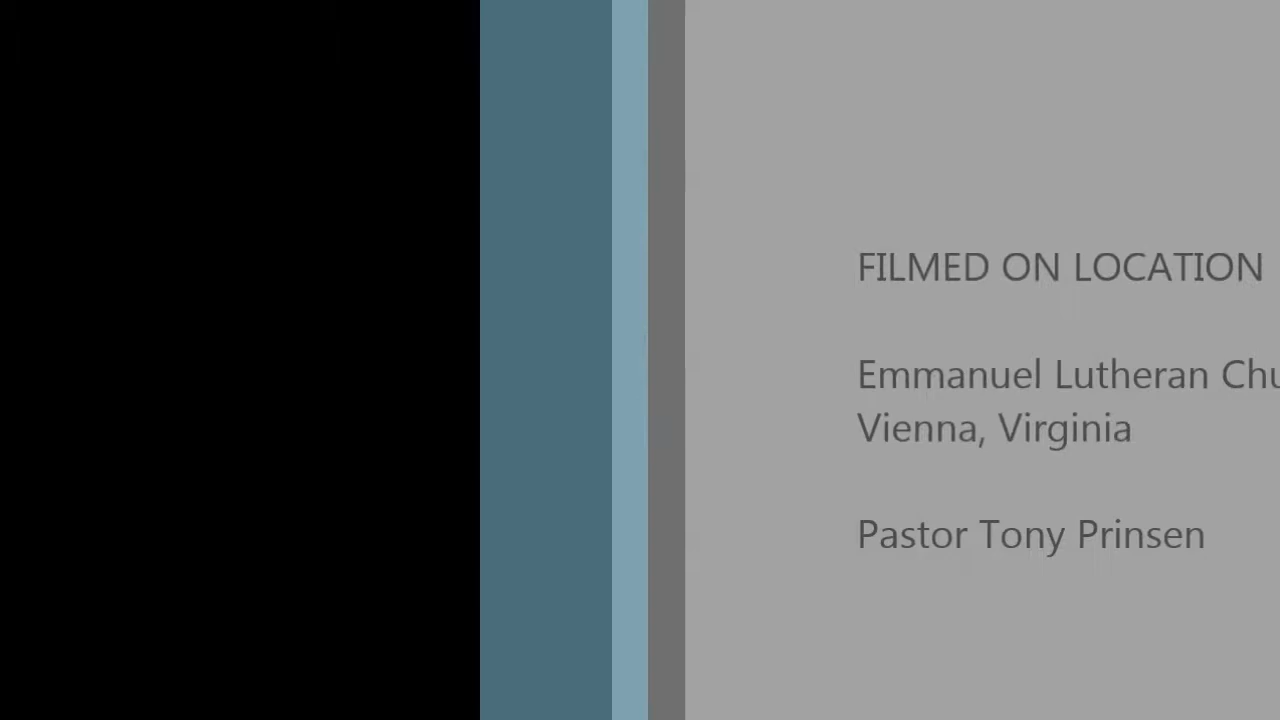 FILMED ON LOCATION
Emmanuel Lutheran Chu
Vienna, Virginia
Pastor Tony Prinsen